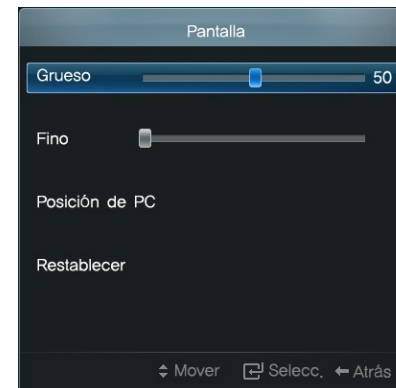 Pantalla
Grueso 50
Fino
Posición de PC
Restablecer
Mover Selecc. Atrás